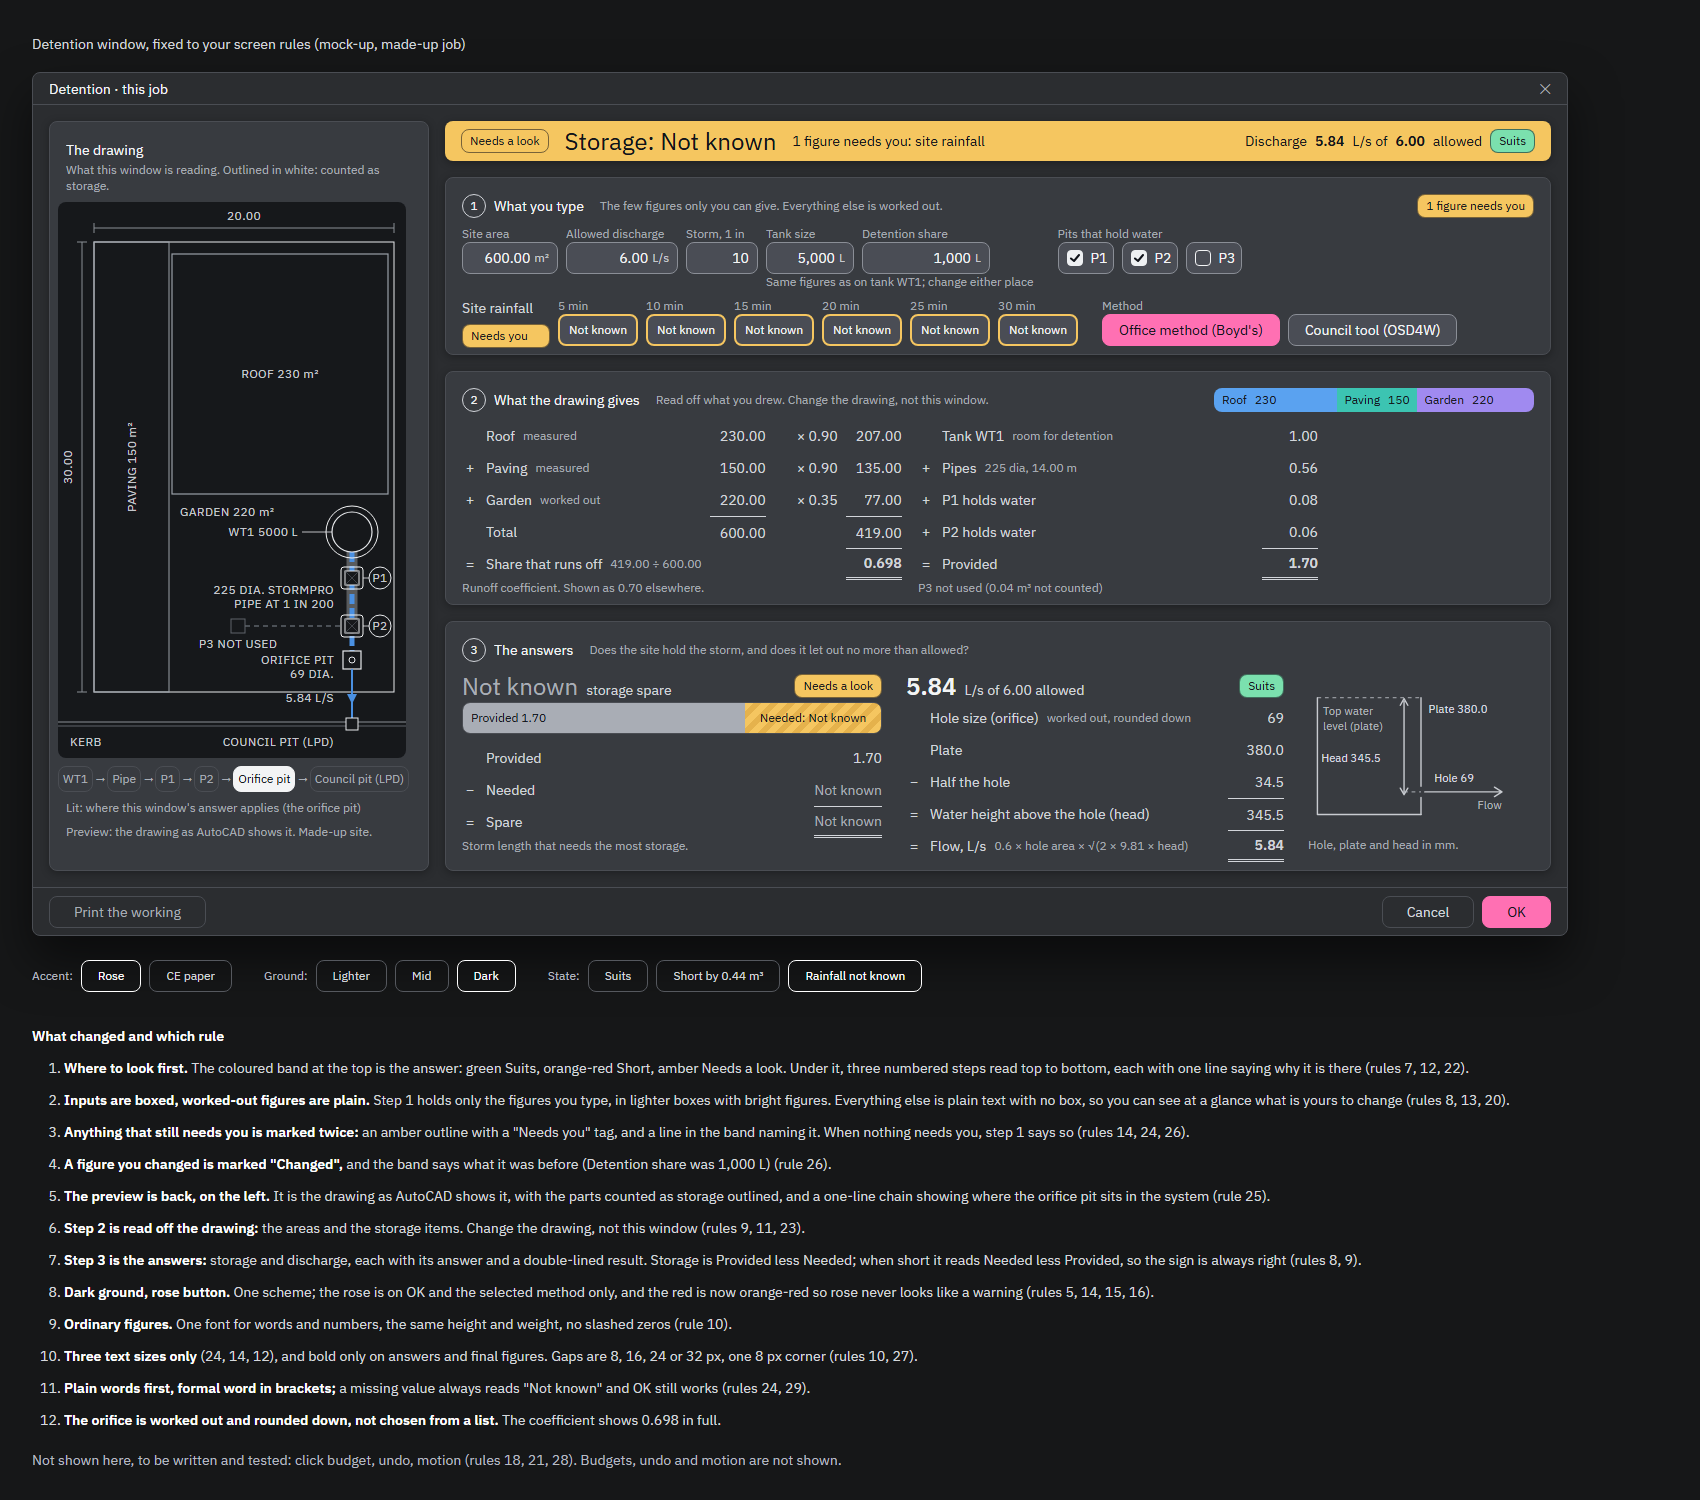 Detention window, fixed to your screen rules (mock-up, made-up job)
Detention · this job
The drawing
What this window is reading. Outlined in white: counted as
storage.
20.00
30.00
ROOF 230 m²
PAVING 150 m²
GARDEN 220 m²
WT1 5000 L
P1
225 DIA. STORMPRO
PIPE AT 1 IN 200
P2
P3 NOT USED
ORIFICE PIT
69 DIA.
5.84 L/S
KERB
COUNCIL PIT (LPD)
WT1 → Pipe → P1 → P2 → Orifice pit → Council pit (LPD)
Lit: where this window's answer applies (the orifice pit)
Preview: the drawing as AutoCAD shows it. Made-up site.
Needs a look Storage: Not known 1 figure needs you: site rainfall Discharge 5.84 L/s of 6.00 allowed Suits
1 What you type The few figures only you can give. Everything else is worked out. 1 figure needs you
Site area Allowed discharge Storm, 1 in Tank size Detention share Pits that hold water
600.00 m² 6.00 L/s 10 5,000 L 1,000 L P1 P2 P3
Same figures as on tank WT1; change either place
Site rainfall 5 min 10 min 15 min 20 min 25 min 30 min Method
Needs you Not known Not known Not known Not known Not known Not known Office method (Boyd's) Council tool (OSD4W)
2 What the drawing gives Read off what you drew. Change the drawing, not this window. Roof 230 Paving 150 Garden 220
Roof measured 230.00 × 0.90 207.00
+ Paving measured 150.00 × 0.90 135.00
+ Garden worked out 220.00 × 0.35 77.00
Total 600.00 419.00
= Share that runs off 419.00 ÷ 600.00 0.698
Runoff coefficient. Shown as 0.70 elsewhere.
Tank WT1 room for detention 1.00
+ Pipes 225 dia, 14.00 m 0.56
+ P1 holds water 0.08
+ P2 holds water 0.06
= Provided 1.70
P3 not used (0.04 m³ not counted)
3 The answers Does the site hold the storm, and does it let out no more than allowed?
Not known storage spare Needs a look
Provided 1.70 Needed: Not known
Provided 1.70
− Needed Not known
= Spare Not known
Storm length that needs the most storage.
5.84 L/s of 6.00 allowed Suits
Hole size (orifice) worked out, rounded down 69
Plate 380.0
− Half the hole 34.5
= Water height above the hole (head) 345.5
= Flow, L/s 0.6 × hole area × √(2 × 9.81 × head) 5.84
Top water
level (plate)
Plate 380.0
Head 345.5
Hole 69
Flow
Hole, plate and head in mm.
Print the working Cancel OK
Accent: Rose CE paper Ground: Lighter Mid Dark State: Suits Short by 0.44 m³ Rainfall not known
What changed and which rule
1. Where to look first. The coloured band at the top is the answer: green Suits, orange-red Short, amber Needs a look. Under it, three numbered steps read top to bottom, each with one line saying why it is there (rules 7, 12, 22).
2. Inputs are boxed, worked-out figures are plain. Step 1 holds only the figures you type, in lighter boxes with bright figures. Everything else is plain text with no box, so you can see at a glance what is yours to change (rules 8, 13, 20).
3. Anything that still needs you is marked twice: an amber outline with a "Needs you" tag, and a line in the band naming it. When nothing needs you, step 1 says so (rules 14, 24, 26).
4. A figure you changed is marked "Changed", and the band says what it was before (Detention share was 1,000 L) (rule 26).
5. The preview is back, on the left. It is the drawing as AutoCAD shows it, with the parts counted as storage outlined, and a one-line chain showing where the orifice pit sits in the system (rule 25).
6. Step 2 is read off the drawing: the areas and the storage items. Change the drawing, not this window (rules 9, 11, 23).
7. Step 3 is the answers: storage and discharge, each with its answer and a double-lined result. Storage is Provided less Needed; when short it reads Needed less Provided, so the sign is always right (rules 8, 9).
8. Dark ground, rose button. One scheme; the rose is on OK and the selected method only, and the red is now orange-red so rose never looks like a warning (rules 5, 14, 15, 16).
9. Ordinary figures. One font for words and numbers, the same height and weight, no slashed zeros (rule 10).
10. Three text sizes only (24, 14, 12), and bold only on answers and final figures. Gaps are 8, 16, 24 or 32 px, one 8 px corner (rules 10, 27).
11. Plain words first, formal word in brackets; a missing value always reads "Not known" and OK still works (rules 24, 29).
12. The orifice is worked out and rounded down, not chosen from a list. The coefficient shows 0.698 in full.
Not shown here, to be written and tested: click budget, undo, motion (rules 18, 21, 28). Budgets, undo and motion are not shown.